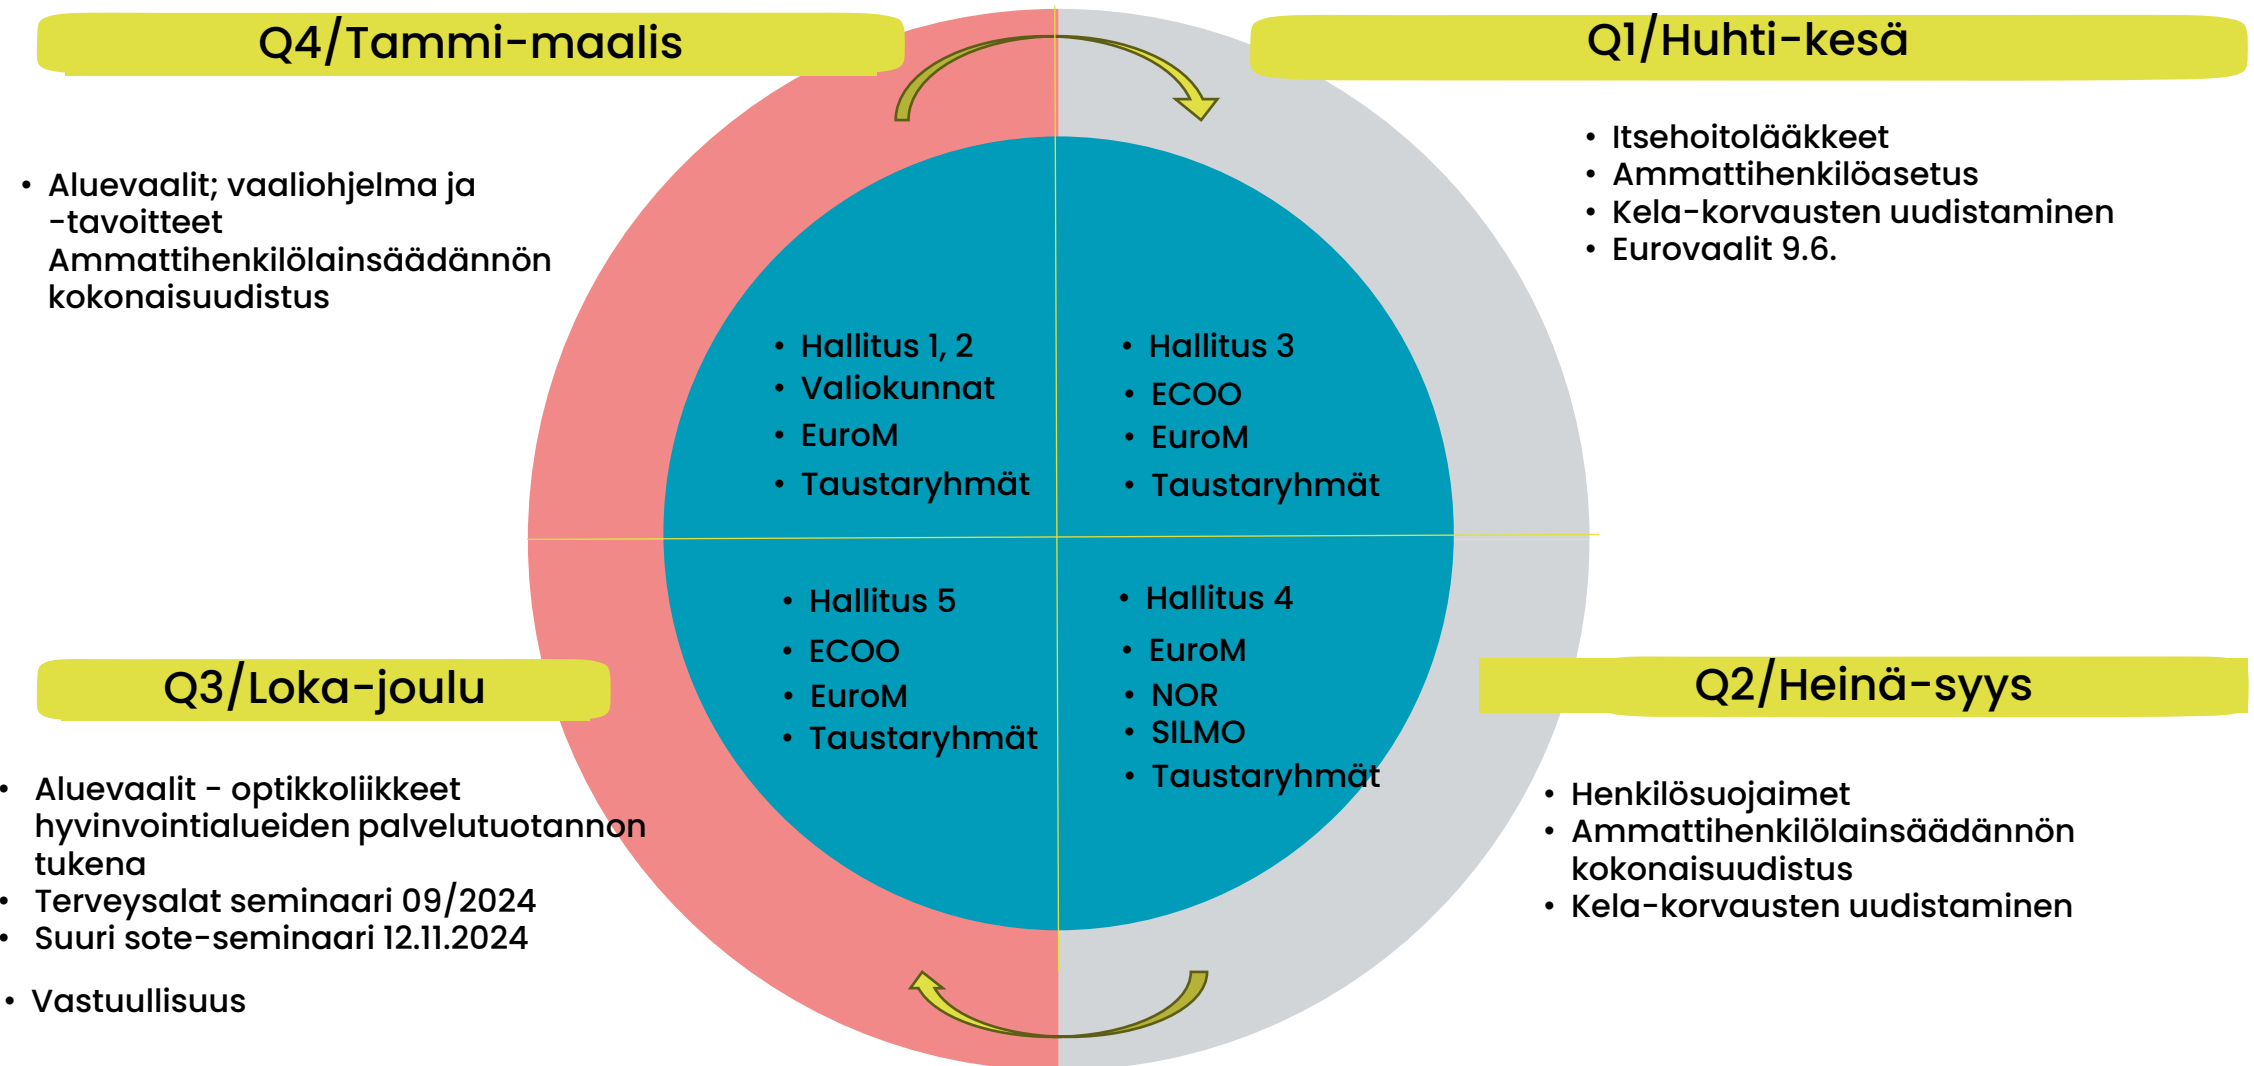 Q4/Tammi-maalis
• Aluevaalit; vaaliohjelma ja
-tavoitteet
Ammattihenkilölainsäädännön
kokonaisuudistus
Q1/Huhti-kesä
• Itsehoitolääkkeet
• Ammattihenkilöasetus
• Kela-korvausten uudistaminen
• Eurovaalit 9.6.
• Hallitus 1, 2
• Valiokunnat
• EuroM
• Taustaryhmät
• Hallitus 3
• ECOO
• EuroM
• Taustaryhmät
• Hallitus 5
• ECOO
• EuroM
• Taustaryhmät
• Hallitus 4
• EuroM
• NOR
• SILMO
• Taustaryhmät
Q3/Loka-joulu
• Aluevaalit - optikkoliikkeet
hyvinvointialueiden palvelutuotannon
tukena
• Terveysalat seminaari 09/2024
• Suuri sote-seminaari 12.11.2024
• Vastuullisuus
Q2/Heinä-syys
• Henkilösuojaimet
• Ammattihenkilölainsäädännön
kokonaisuudistus
• Kela-korvausten uudistaminen